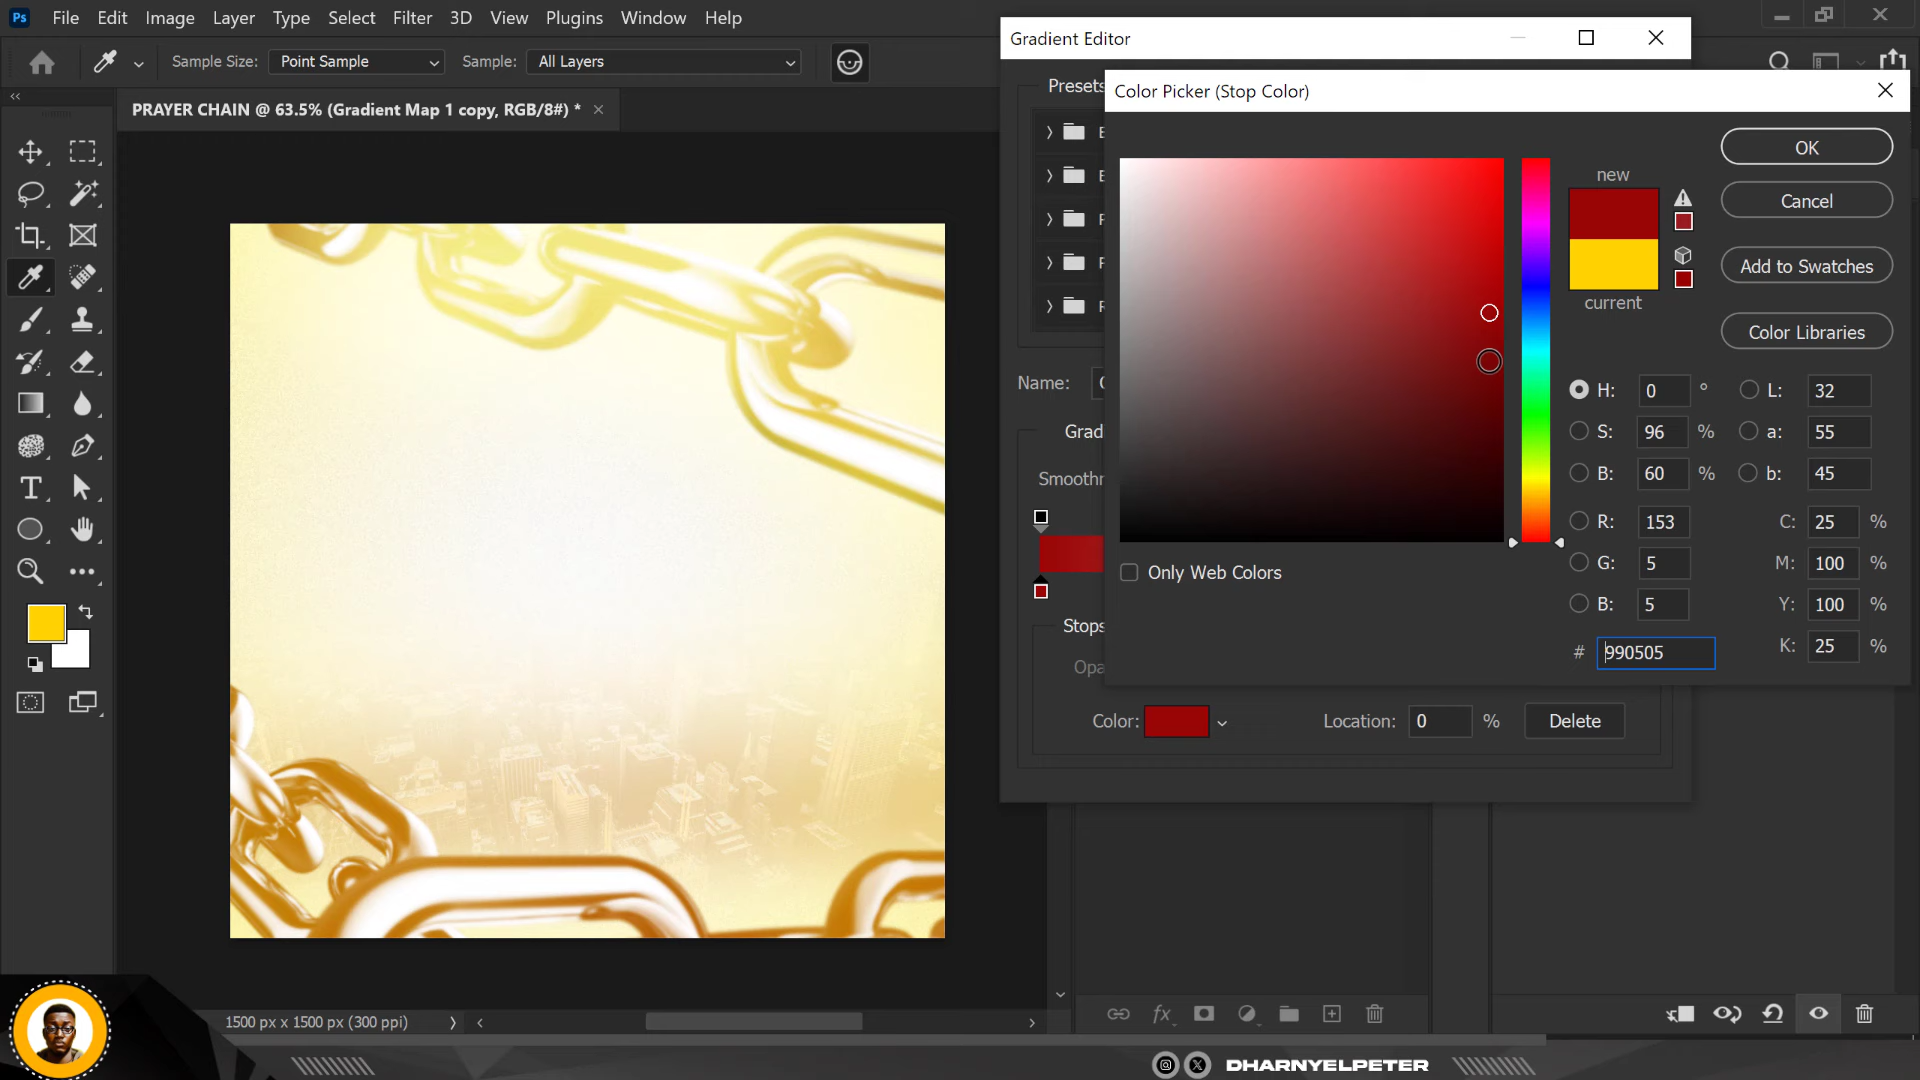 Ps File Edit Image Layer Type Select Filter 3D View Plugins Window Help
Sample Size: Point Sample Sample: All Layers
PRAYER CHAIN @ 63.5% (Gradient Map 1 copy, RGB/8#) *
Gradient Editor
Presets
Name:
Smooth
Stops
Color: Location: 0 % Delete
Color Picker (Stop Color)
new
current
OK
Cancel
Add to Swatches
Color Libraries
H: 0 ° L: 32
S: 96 % a: 55
B: 60 % b: 45
R: 153 C: 25 %
G: 5 M: 100 %
B: 5 Y: 100 %
# 990505 K: 25 %
Only Web Colors
1500 px x 1500 px (300 ppi)
DHARNYELPETER